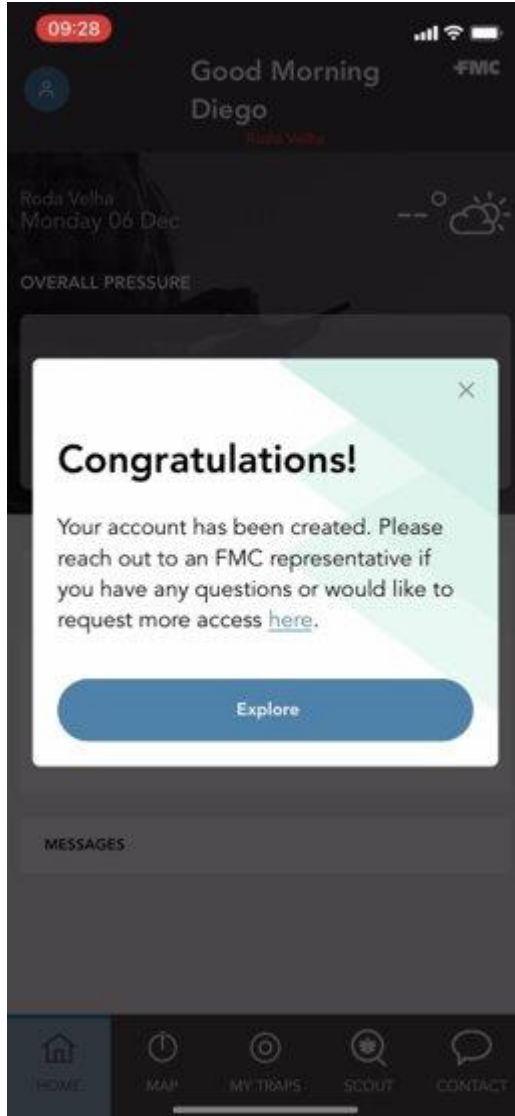 09:28
Good Morning
FMC
Diego
Roda Velha
Roda Velha
Monday 06 Dec
--°
OVERALL PRESSURE
Congratulations!
Your account has been created. Please
reach out to an FMC representative if
you have any questions or would like to
request more access here.
Explore
MESSAGES
HOME
MAP
MY TRAPS
SCOUT
CONTACT